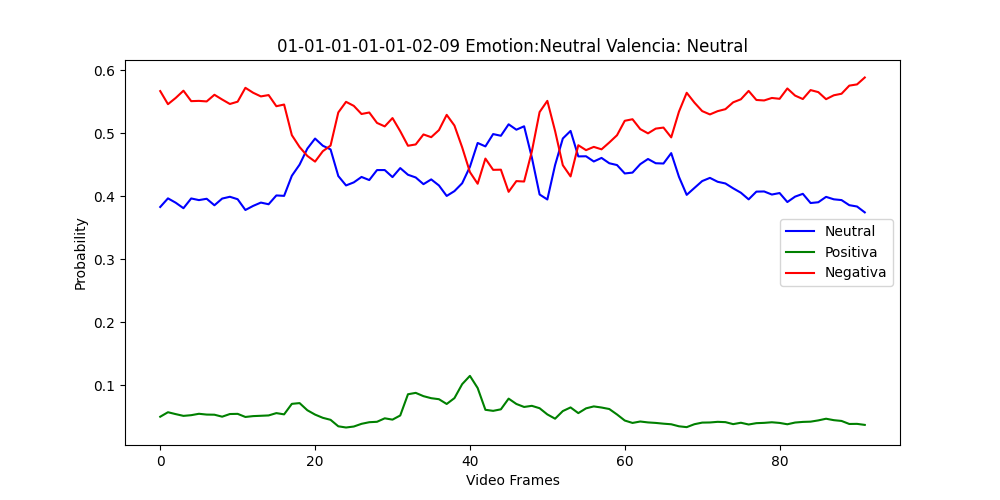 01-01-01-01-01-02-09 Emotion:Neutral Valencia: Neutral
0.6
0.5
0.4
0.3
0.2
0.1
Probability
Neutral
Positiva
Negativa
0
20
40
60
80
Video Frames